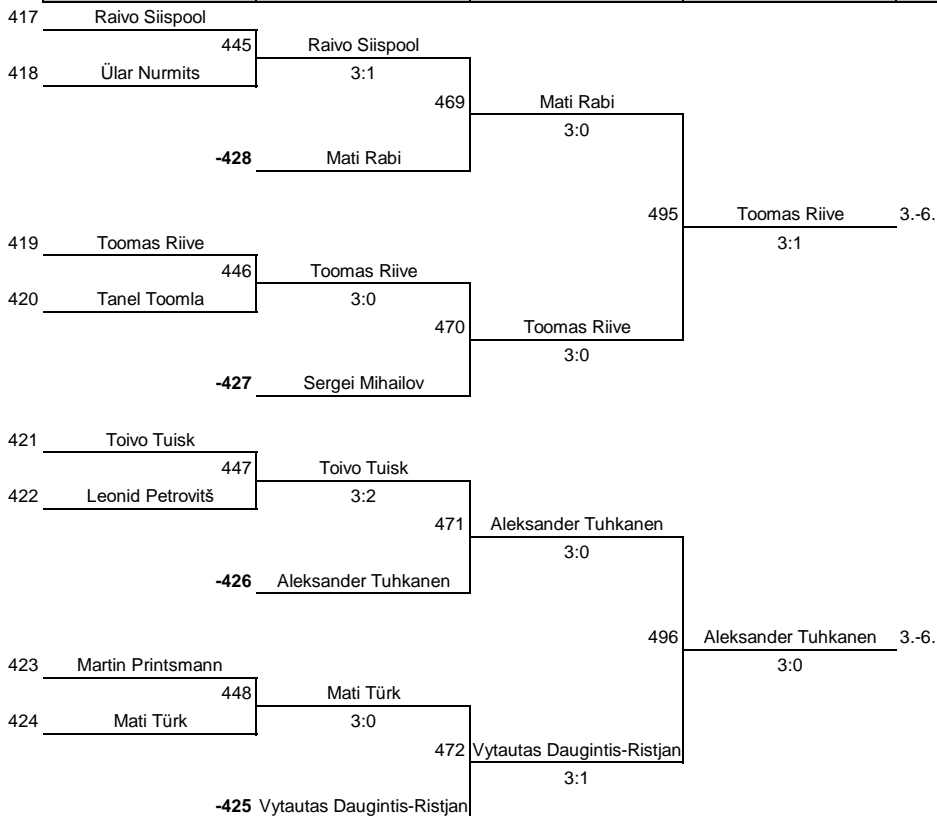 417 Raivo Siispool
445 Raivo Siispool
418 Ülar Nurmits 3:1
469 Mati Rabi
3:0
-428 Mati Rabi
495 Toomas Riive 3.-6.
419 Toomas Riive 3:1
446 Toomas Riive
420 Tanel Toomla 3:0
470 Toomas Riive
3:0
-427 Sergei Mihailov
421 Toivo Tuisk
447 Toivo Tuisk
422 Leonid Petrovitš 3:2
471 Aleksander Tuhkanen
3:0
-426 Aleksander Tuhkanen
496 Aleksander Tuhkanen 3.-6.
423 Martin Printsmann 3:0
448 Mati Türk
424 Mati Türk 3:0
472 Vytautas Daugintis-Ristjan
3:1
-425 Vytautas Daugintis-Ristjan